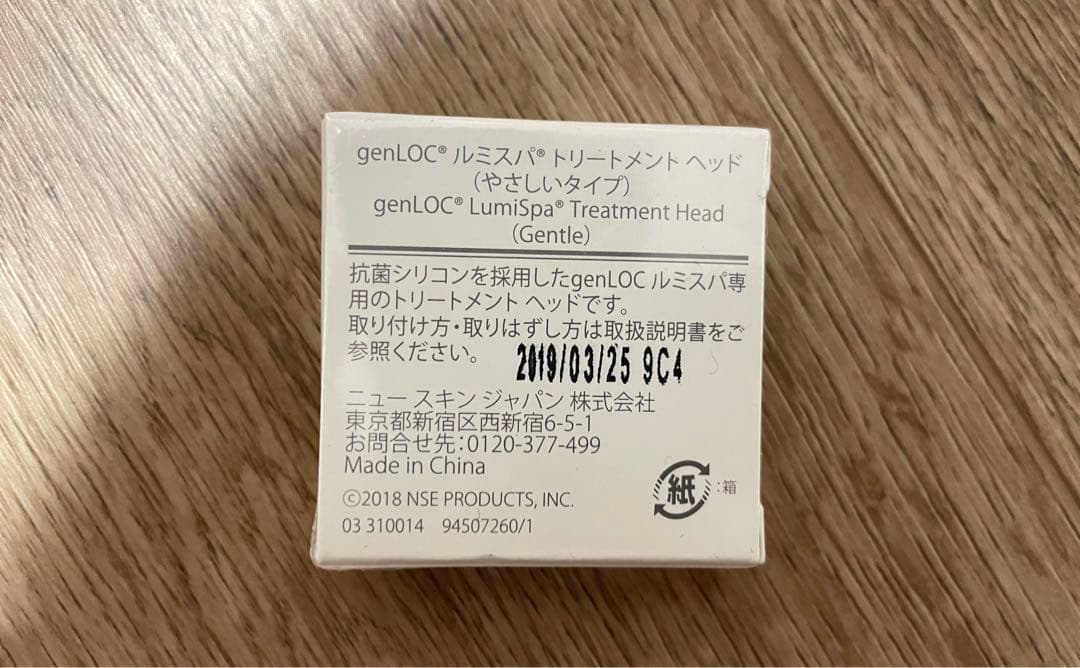 genLOC® ルミスパ® トリートメント ヘッド
(やさしいタイプ)
genLOC® LumiSpa® Treatment Head
(Gentle)
抗菌シリコンを採用したgenLOC ルミスパ専
用のトリートメント ヘッドです。
取り付け方・取りはずし方は取扱説明書をご
参照ください。
2019/03/25 9C4
ニュー スキン ジャパン 株式会社
東京都新宿区西新宿6-5-1
お問合せ先:0120-377-499
Made in China
紙:箱
©2018 NSE PRODUCTS, INC.
03 310014 94507260/1